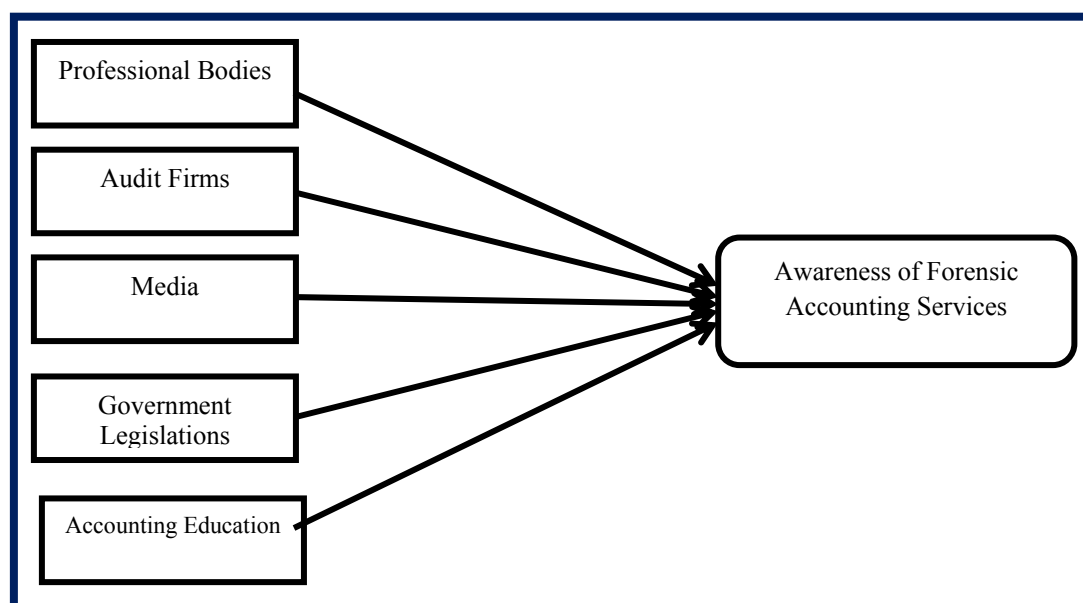 Professional Bodies
Audit Firms
Media
Government
Legislations
Accounting Education
Awareness of Forensic
Accounting Services